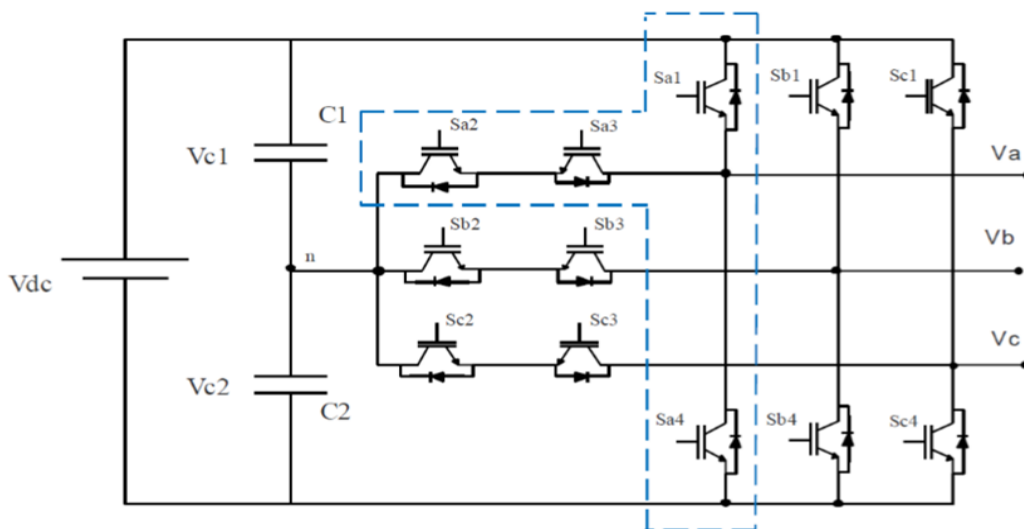 Sa1
Sb1
Sc1
C1
Sa2
Sa3
Vc1
Va
Sb2
Sb3
Vb
n
Vdc
Sc2
Sc3
Vc
Vc2
C2
Sa4
Sb4
Sc4